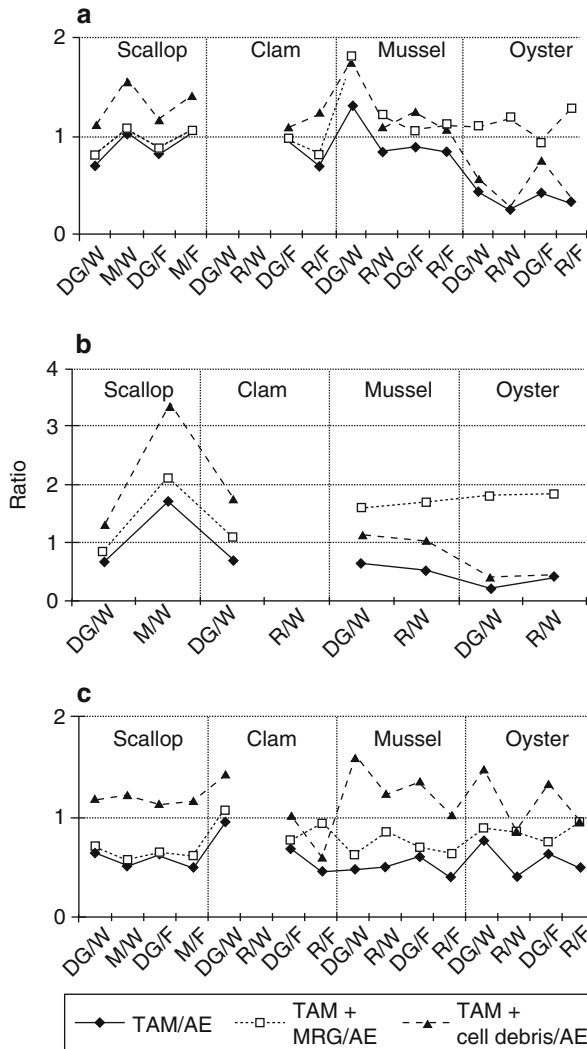 a
2
Scallop Clam Mussel Oyster
1
0
DG/W M/W DG/F M/F DG/W R/W DG/F R/F DG/W R/W DG/F R/F DG/W R/W DG/F R/F
b
4
Scallop Clam Mussel Oyster
3
Ratio
2
1
0
DG/W M/W DG/W R/W DG/W R/W DG/W R/W
c
2
Scallop Clam Mussel Oyster
1
0
DG/W M/W DG/F M/F DG/W R/W DG/F R/F DG/W R/W DG/F R/F DG/W R/W DG/F R/F
TAM/AE TAM + TAM +
MRG/AE cell debris/AE